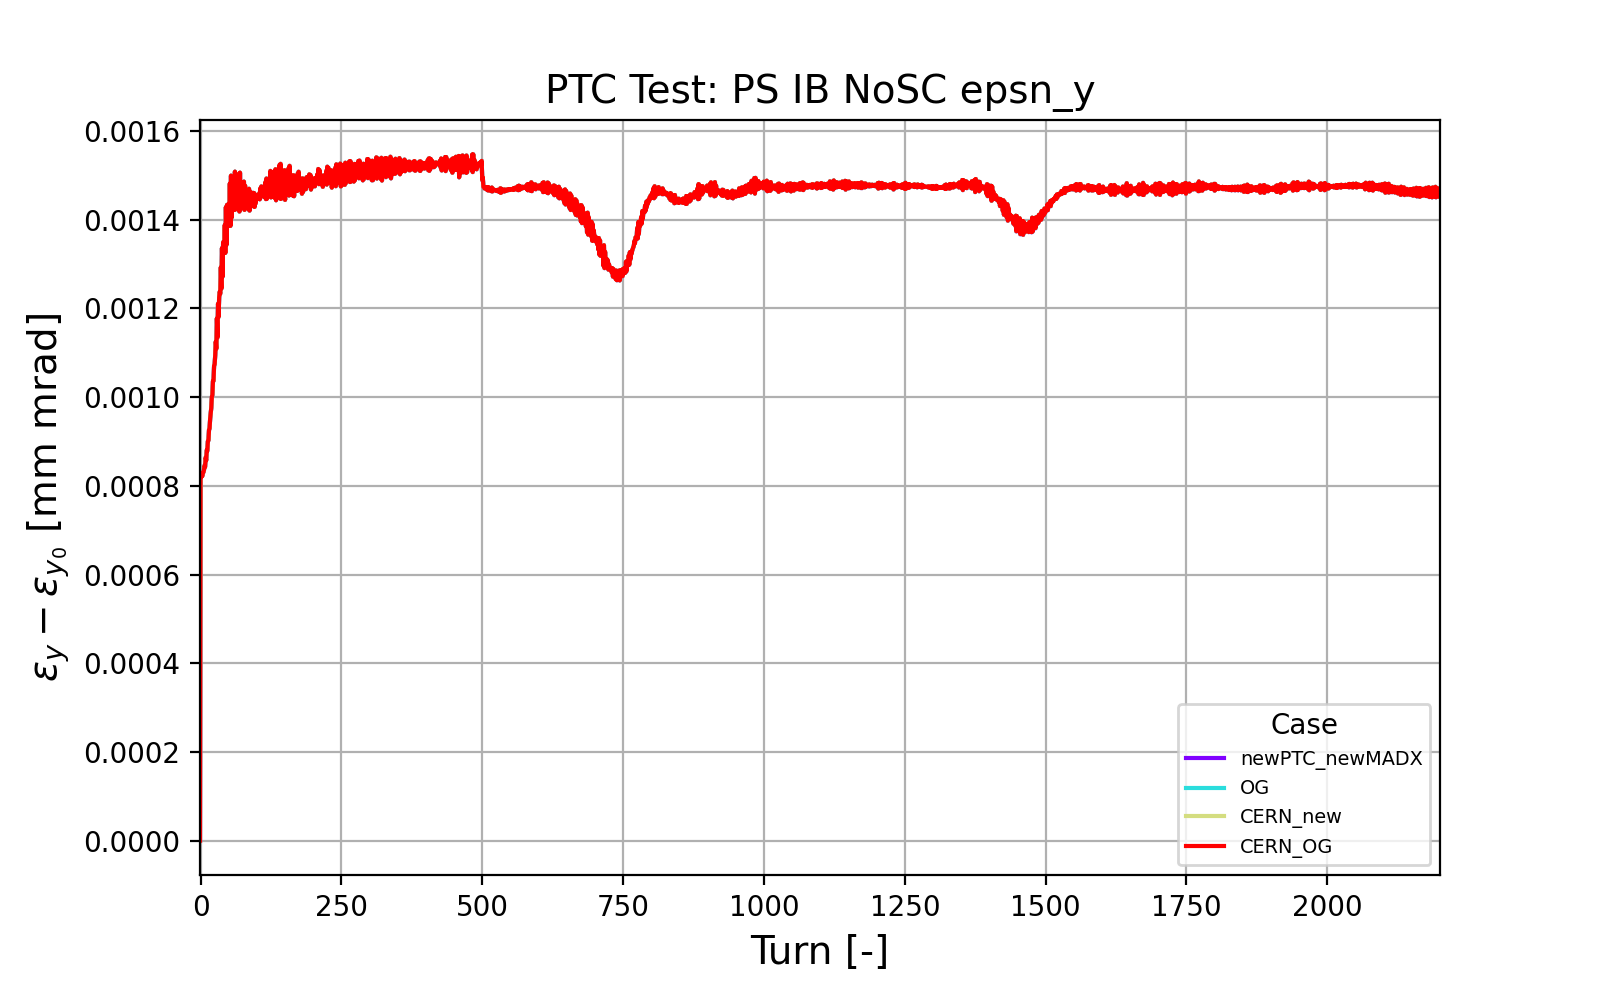 PTC Test: PS IB NoSC epsn_y
0.0016
0.0014
0.0012
0.0010
0.0008
0.0006
0.0004
0.0002
0.0000
εy − εy0 [mm mrad]
Case
newPTC_newMADX
OG
CERN_new
CERN_OG
0 250 500 750 1000 1250 1500 1750 2000
Turn [-]